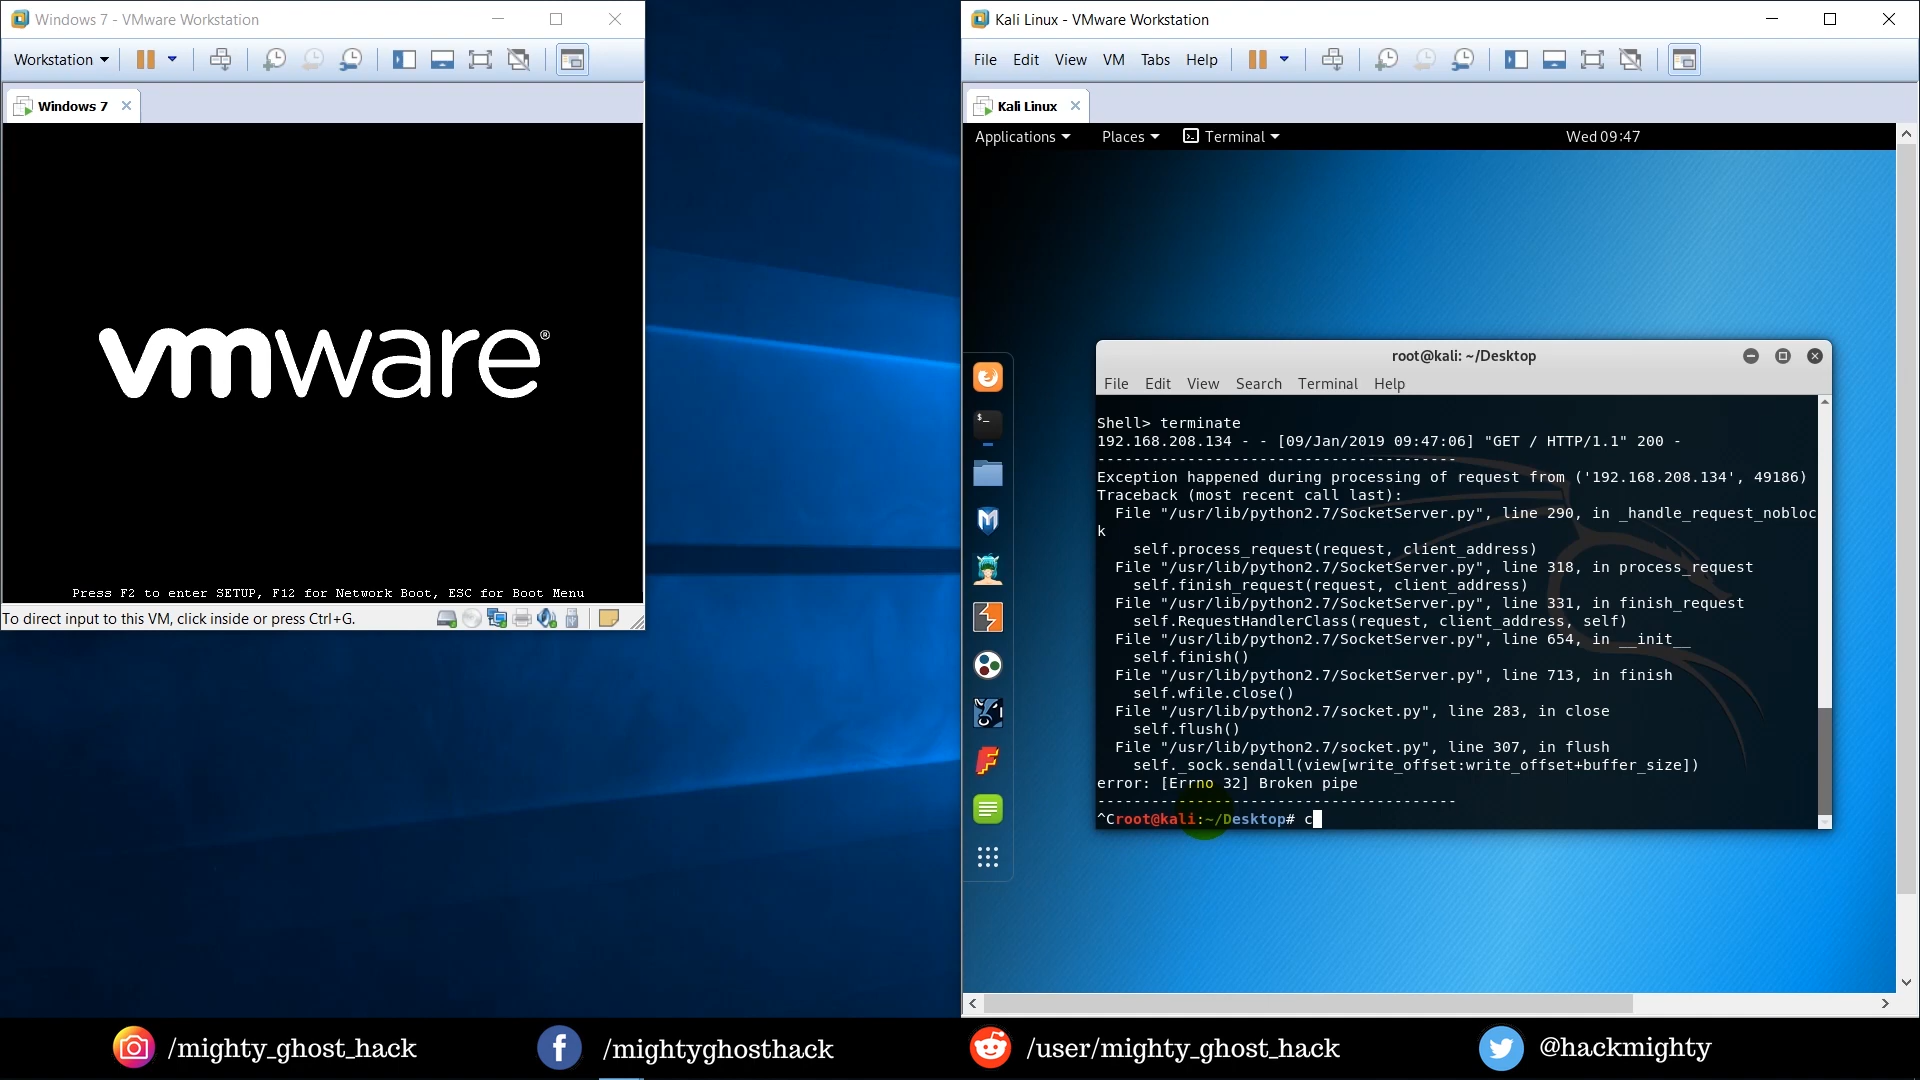 Windows 7 - VMware Workstation
Workstation
Windows 7
vmware®
Press F2 to enter SETUP, F12 for Network Boot, ESC for Boot Menu
To direct input to this VM, click inside or press Ctrl+G.
Kali Linux - VMware Workstation
File Edit View VM Tabs Help
Kali Linux
Applications Places Terminal Wed 09:47
root@kali: ~/Desktop
File Edit View Search Terminal Help
Shell> terminate
192.168.208.134 - - [09/Jan/2019 09:47:06] "GET / HTTP/1.1" 200 -
----------------------------------------
Exception happened during processing of request from ('192.168.208.134', 49186)
Traceback (most recent call last):
  File "/usr/lib/python2.7/SocketServer.py", line 290, in _handle_request_nobloc
k
    self.process_request(request, client_address)
  File "/usr/lib/python2.7/SocketServer.py", line 318, in process_request
    self.finish_request(request, client_address)
  File "/usr/lib/python2.7/SocketServer.py", line 331, in finish_request
    self.RequestHandlerClass(request, client_address, self)
  File "/usr/lib/python2.7/SocketServer.py", line 654, in __init__
    self.finish()
  File "/usr/lib/python2.7/SocketServer.py", line 713, in finish
    self.wfile.close()
  File "/usr/lib/python2.7/socket.py", line 283, in close
    self.flush()
  File "/usr/lib/python2.7/socket.py", line 307, in flush
    self._sock.sendall(view[write_offset:write_offset+buffer_size])
error: [Errno 32] Broken pipe
----------------------------------------
^Croot@kali:~/Desktop# c
/mighty_ghost_hack
/mightyghosthack
/user/mighty_ghost_hack
@hackmighty